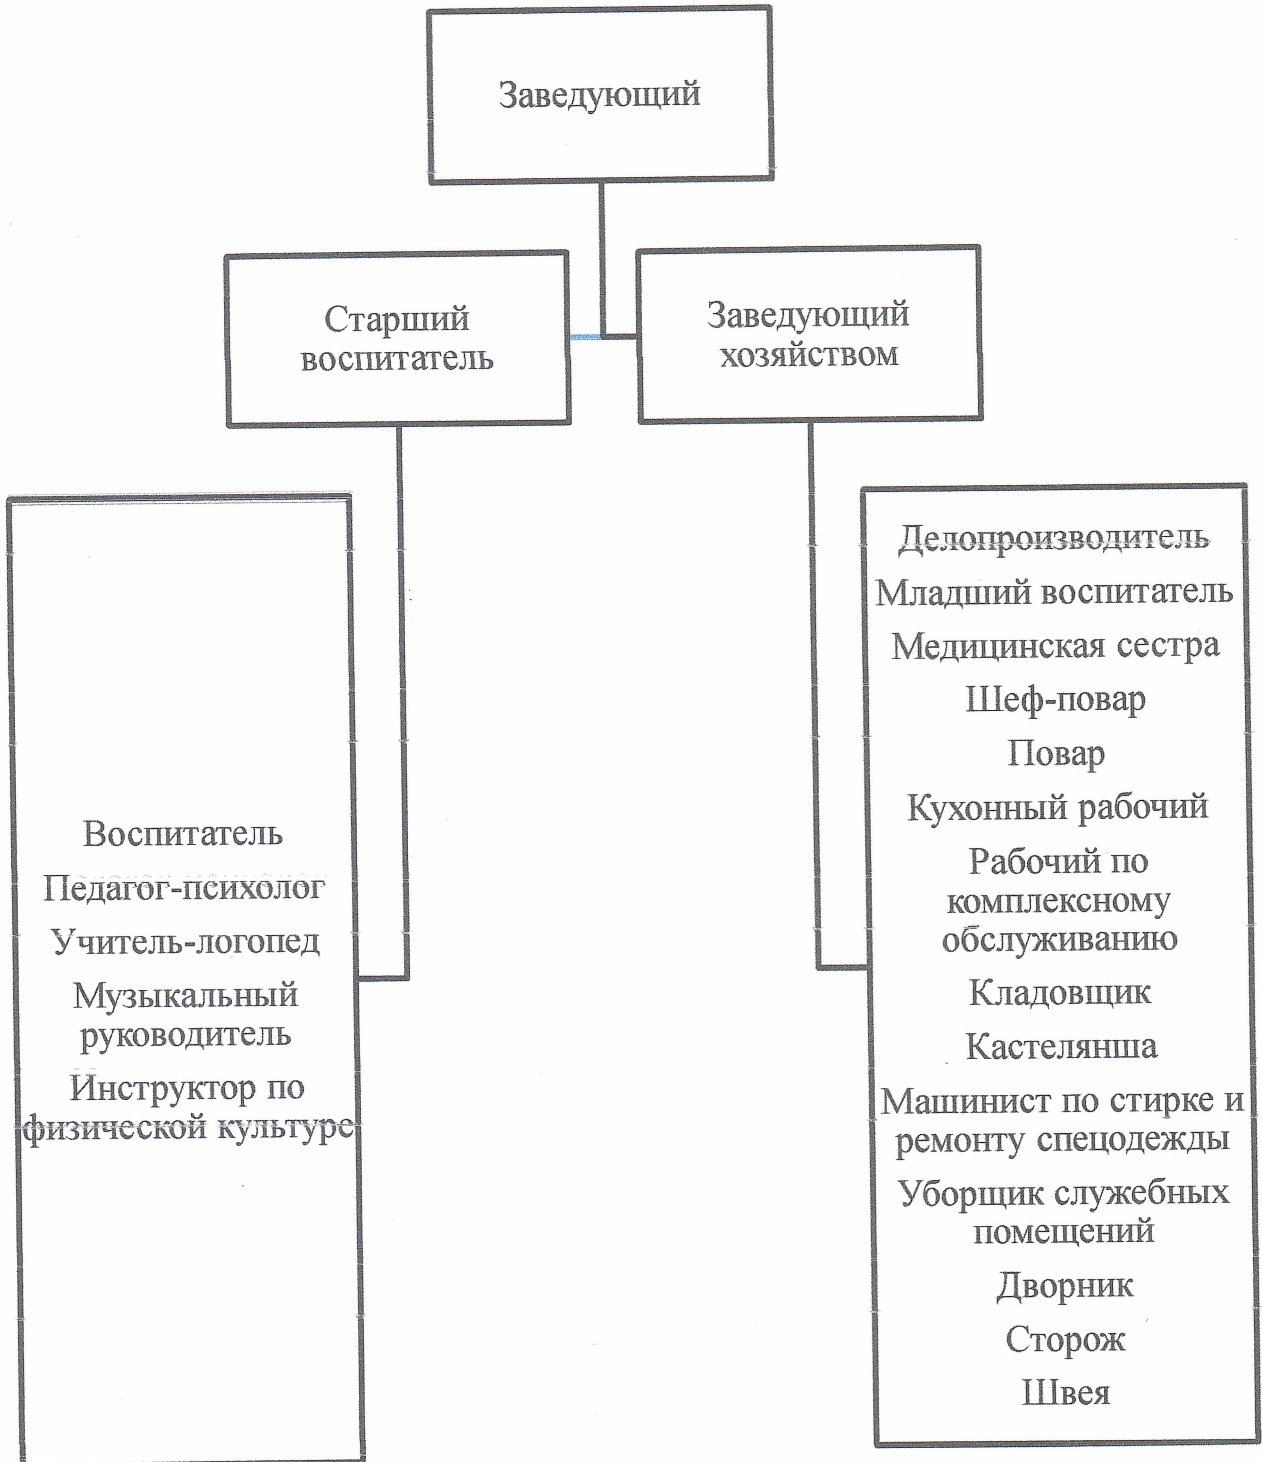 Заведующий
Старший
воспитатель
Заведующий
хозяйством
Воспитатель
Педагог-психолог
Учитель-логопед
Музыкальный
руководитель
Инструктор по
физической культуре
Делопроизводитель
Младший воспитатель
Медицинская сестра
Шеф-повар
Повар
Кухонный рабочий
Рабочий по
комплексному
обслуживанию
Кладовщик
Кастелянша
Машинист по стирке и
ремонту спецодежды
Уборщик служебных
помещений
Дворник
Сторож
Швея